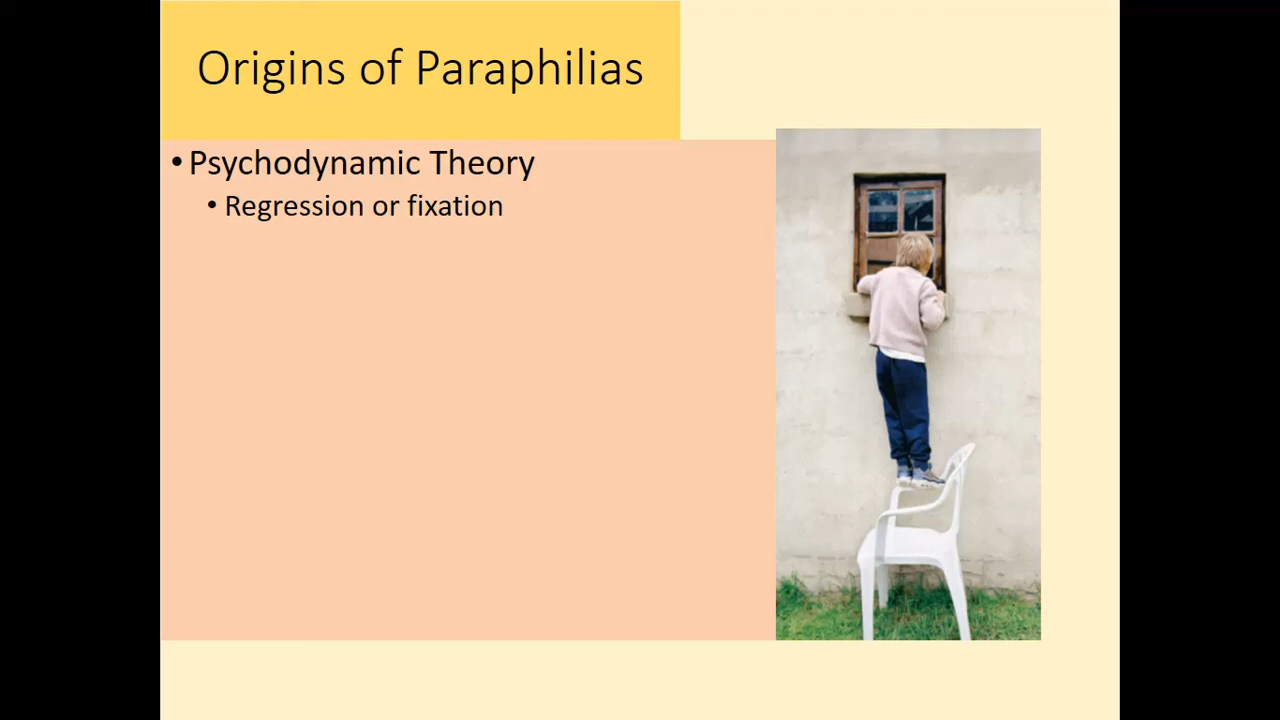 Origins of Paraphilias
• Psychodynamic Theory
• Regression or fixation